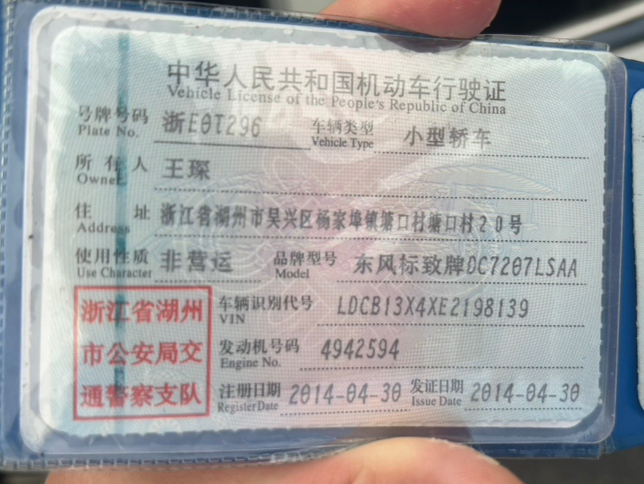 中华人民共和国机动车行驶证
Vehicle License of the People's Republic of China
号牌号码 浙E0T296 车辆类型 小型轿车
Plate No. Vehicle Type
所有人 王琛
Owner
住址 浙江省湖州市吴兴区杨家埠镇塘口村塘口村20号
Address
使用性质 非营运 品牌型号 东风标致牌DC7207LSAA
Use Character Model
浙江省湖州
市公安局交
通警察支队
车辆识别代号 LDCB13X4XE2198139
VIN
发动机号码 4942594
Engine No.
注册日期 2014-04-30 发证日期 2014-04-30
Register Date Issue Date